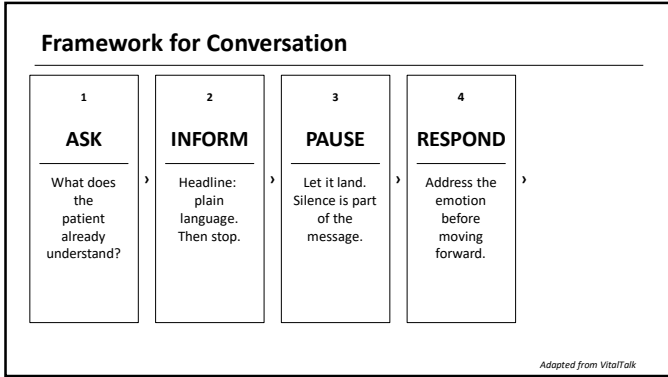 Framework for Conversation
1
ASK
What does
the
patient
already
understand?
›
2
INFORM
Headline:
plain
language.
Then stop.
›
3
PAUSE
Let it land.
Silence is part
of the
message.
›
4
RESPOND
Address the
emotion
before
moving
forward.
›
Adapted from VitalTalk